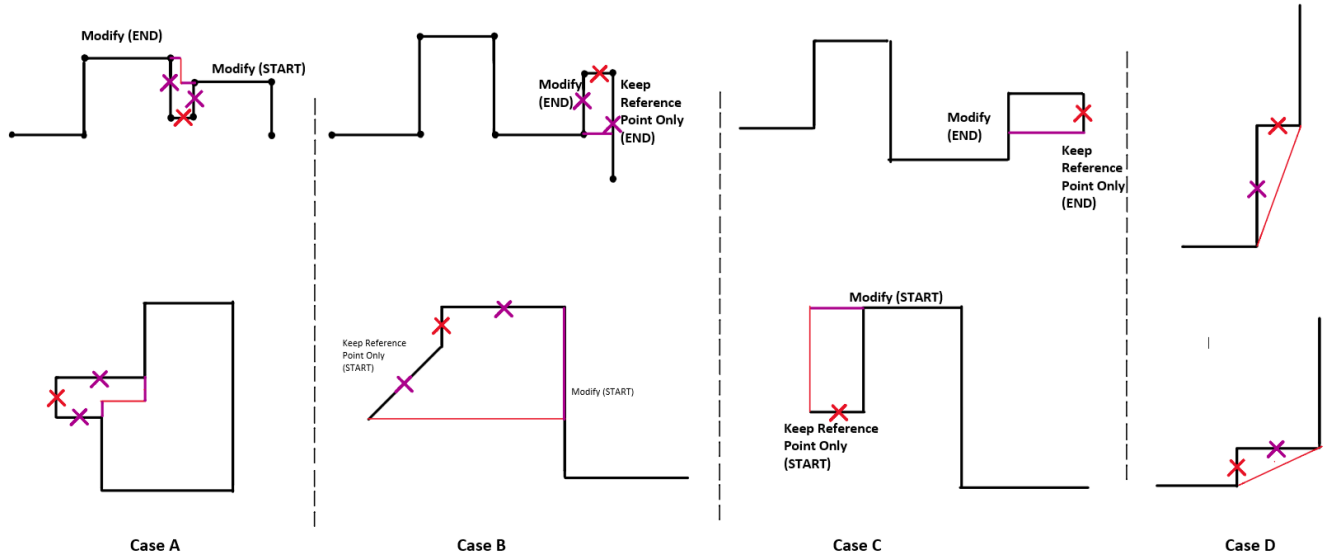 Modify (END)
Modify (START)
Modify
(END)
Keep
Reference
Point Only
(END)
Modify
(END)
Keep
Reference
Point Only
(END)
Keep Reference
Point Only
(START)
Modify (START)
Modify (START)
Keep Reference
Point Only
(START)
Case A
Case B
Case C
Case D